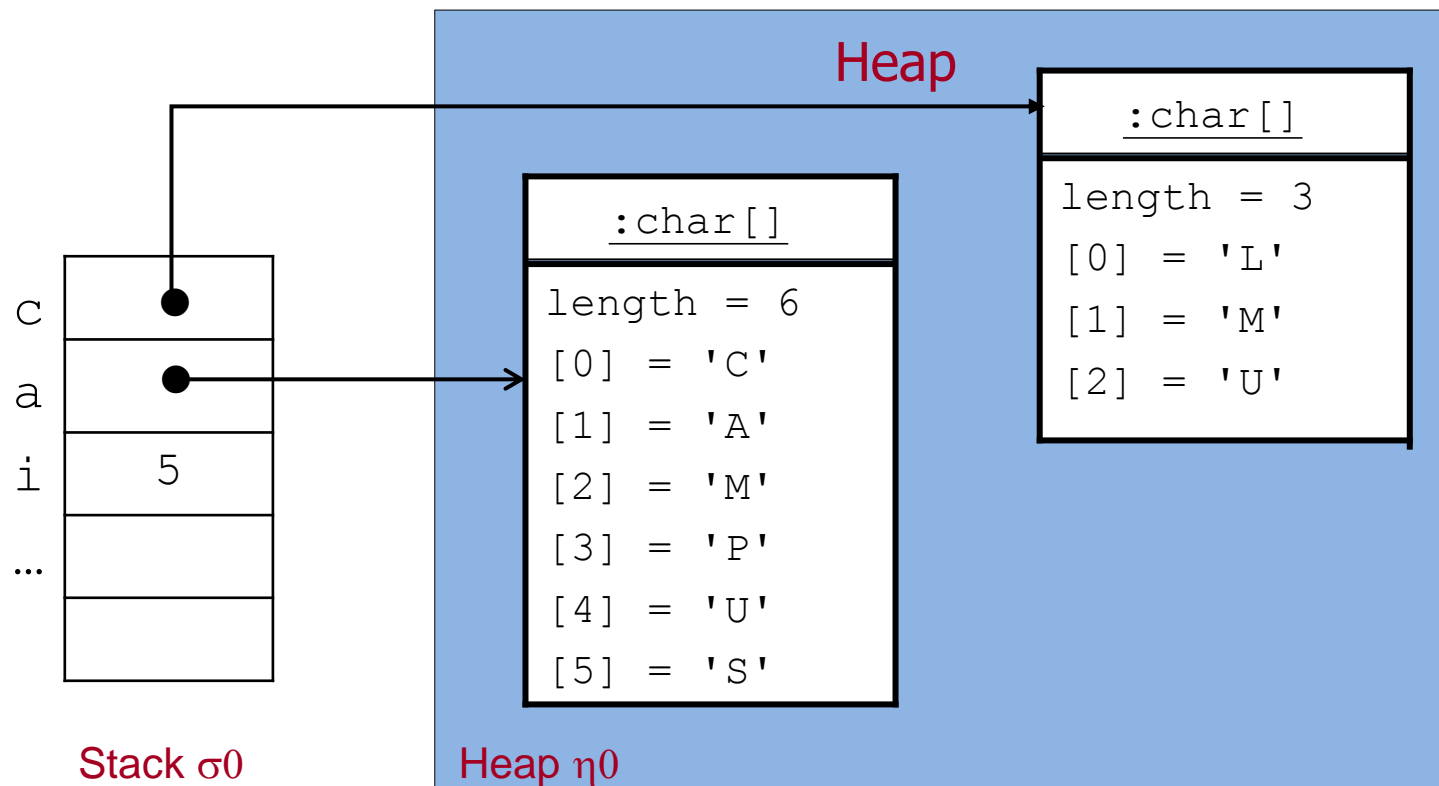 Heap
c
a
i
5
…
:char[]
length = 6
[0] = 'C'
[1] = 'A'
[2] = 'M'
[3] = 'P'
[4] = 'U'
[5] = 'S'
:char[]
length = 3
[0] = 'L'
[1] = 'M'
[2] = 'U'
Stack σ0
Heap η0